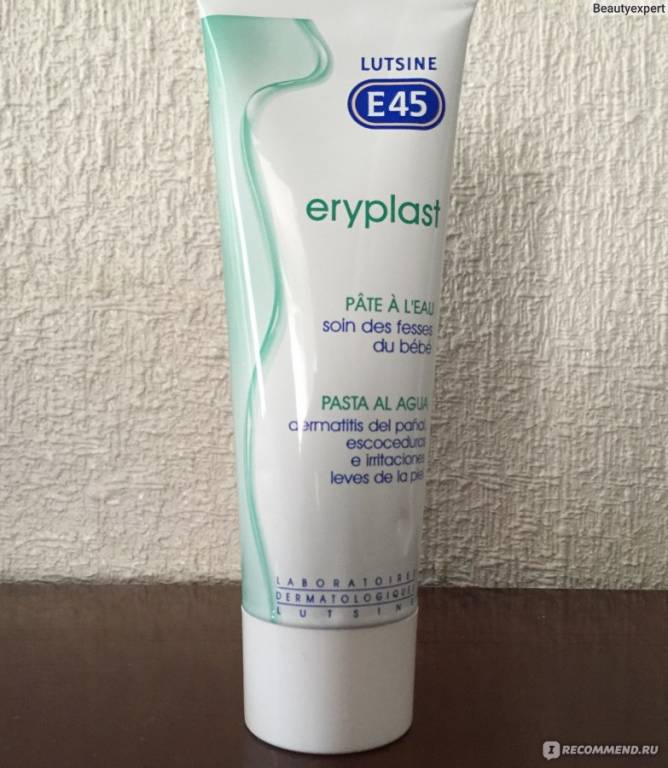 Beautyexpert
LUTSINE
E45
eryplast
PÂTE À L'EAU
soin des fesses
du bébé
PASTA AL AGUA
dermatitis del pañal
escoceduras
e irritaciones
leves de la piel
LABORATOIRES
DERMATOLOGIQUES
LUTSINE
IRECOMMEND.RU